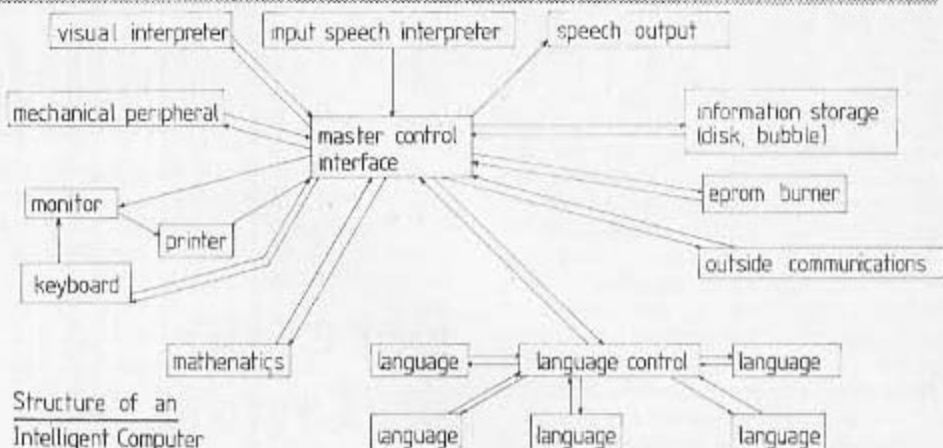 visual interpreter
input speech interpreter
speech output
mechanical peripheral
master control
interface
information storage
(disk, bubble)
monitor
printer
eprom burner
keyboard
outside communications
mathenatics
language
language control
language
Structure of an
Intelligent Computer
language
language
language